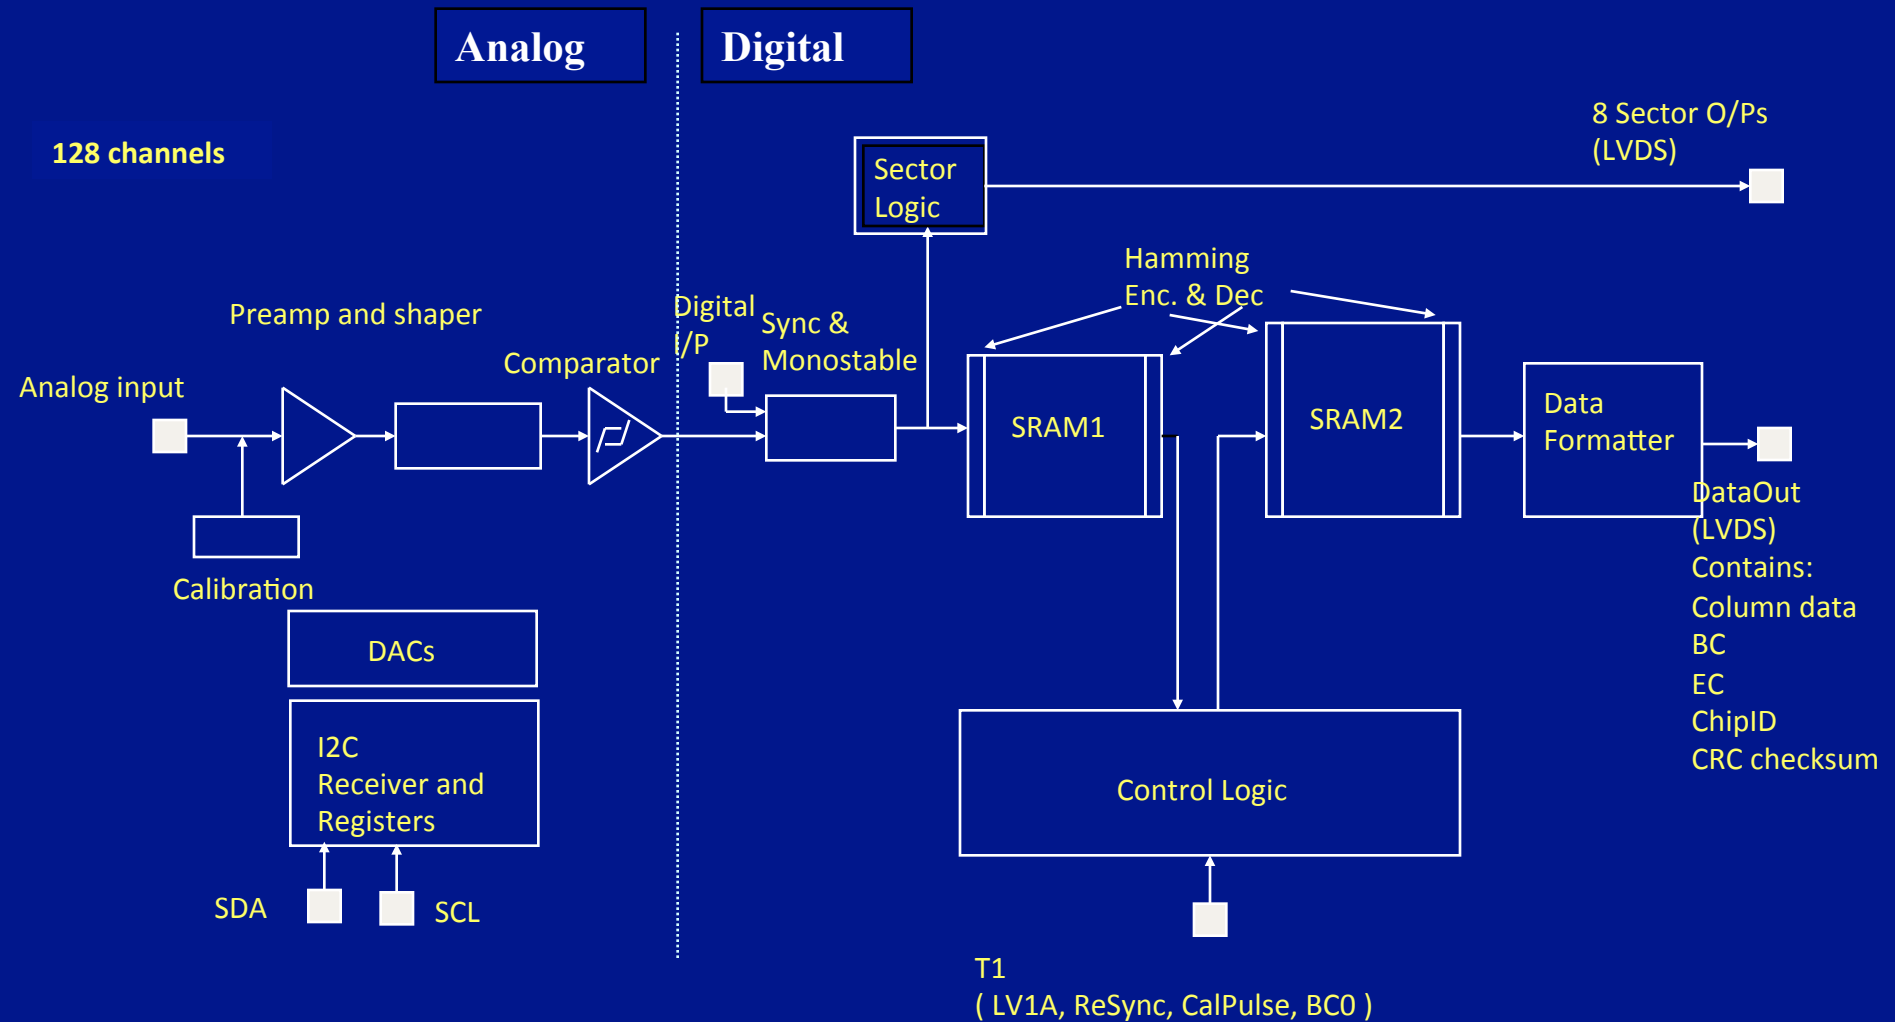 Analog
Digital
128 channels
8 Sector O/Ps
(LVDS)
Sector
Logic
Hamming
Enc. & Dec
Preamp and shaper
Digital
I/P
Sync &
Monostable
Comparator
Analog input
SRAM1
SRAM2
Data
Formatter
DataOut
(LVDS)
Contains:
Column data
BC
EC
ChipID
CRC checksum
Calibration
DACs
I2C
Receiver and
Registers
Control Logic
SDA
SCL
T1
( LV1A, ReSync, CalPulse, BC0 )